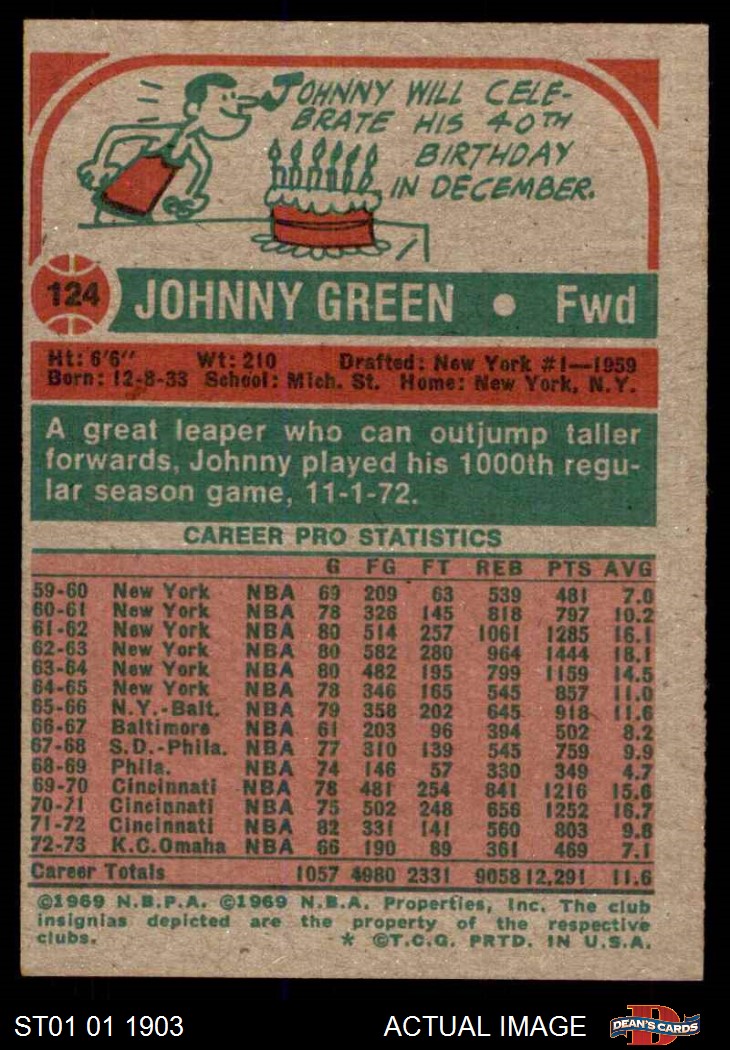 JOHNNY WILL CELE-
BRATE HIS 40TH
BIRTHDAY
IN DECEMBER.
124 JOHNNY GREEN • Fwd
Ht: 6'6" Wt: 210 Drafted: New York #1—1959
Born: 12-8-33 School: Mich. St. Home: New York, N.Y.
A great leaper who can outjump taller
forwards, Johnny played his 1000th regu-
lar season game, 11-1-72.
CAREER PRO STATISTICS
G FG FT REB PTS AVG
59-60 New York NBA 69 209 63 539 481 7.0
60-61 New York NBA 78 326 145 818 797 10.2
61-62 New York NBA 80 514 257 1061 1285 16.1
62-63 New York NBA 80 582 280 964 1444 18.1
63-64 New York NBA 80 482 195 799 1159 14.5
64-65 New York NBA 78 346 165 545 857 11.0
65-66 N.Y.-Balt. NBA 79 358 202 645 918 11.6
66-67 Baltimore NBA 61 203 96 394 502 8.2
67-68 S.D.-Phila. NBA 77 310 139 545 759 9.9
68-69 Phila. NBA 74 146 57 330 349 4.7
69-70 Cincinnati NBA 78 481 254 841 1216 15.6
70-71 Cincinnati NBA 75 502 248 656 1252 16.7
71-72 Cincinnati NBA 82 331 141 560 803 9.8
72-73 K.C.Omaha NBA 66 190 89 361 469 7.1
Career Totals 1057 4980 2331 9058 12,291 11.6
©1969 N.B.P.A. ©1969 N.B.A. Properties, Inc. The club
insignias depicted are the property of the respective
clubs. * ©T.C.G. PRTD. IN U.S.A.
ST01 01 1903 ACTUAL IMAGE DEAN'S CARDS